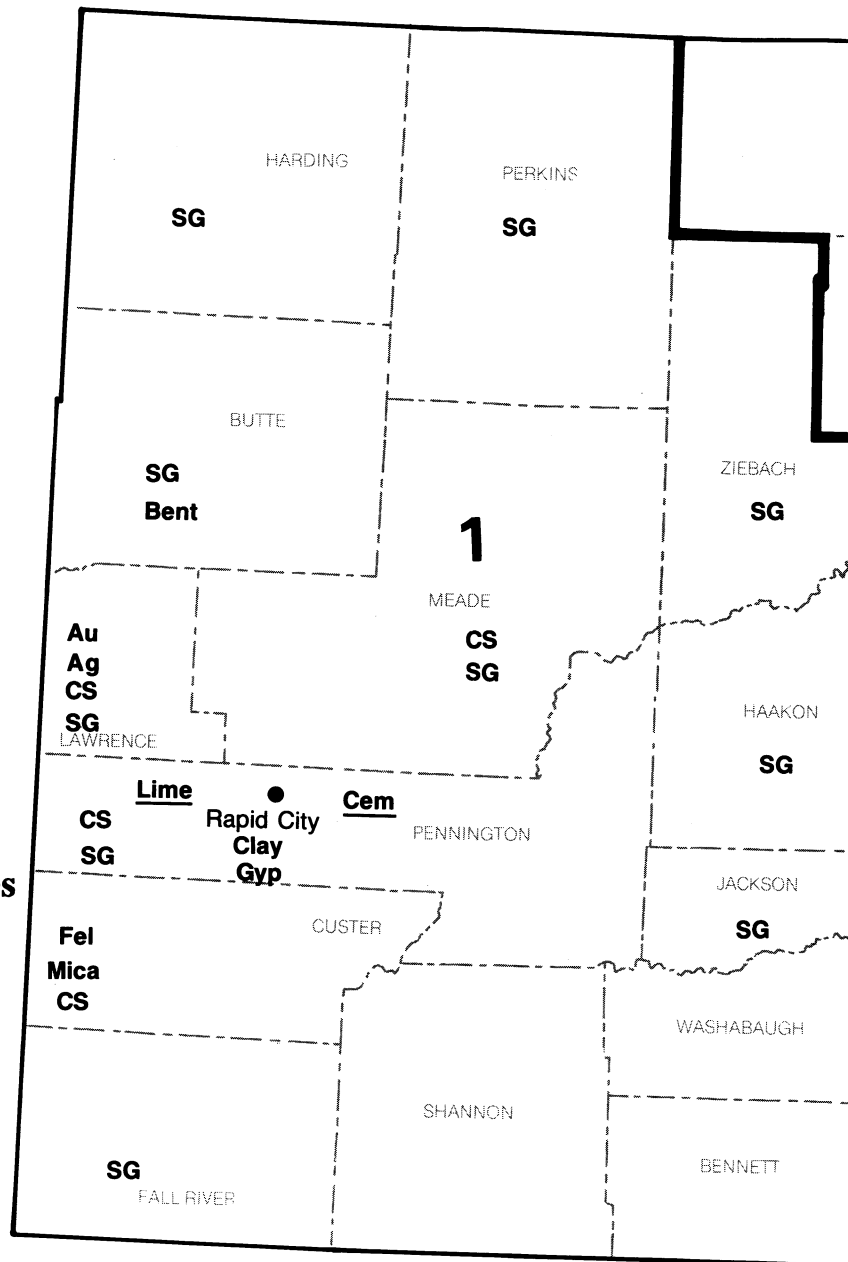 HARDING
SG
PERKINS
SG
BUTTE
SG
Bent
ZIEBACH
SG
1
MEADE
CS
SG
Au
Ag
CS
SG
LAWRENCE
HAAKON
SG
Lime
Rapid City
Cem
CS
SG
Clay
Gyp
PENNINGTON
JACKSON
SG
S
CUSTER
Fel
Mica
CS
WASHABAUGH
SHANNON
BENNETT
SG
FALL RIVER